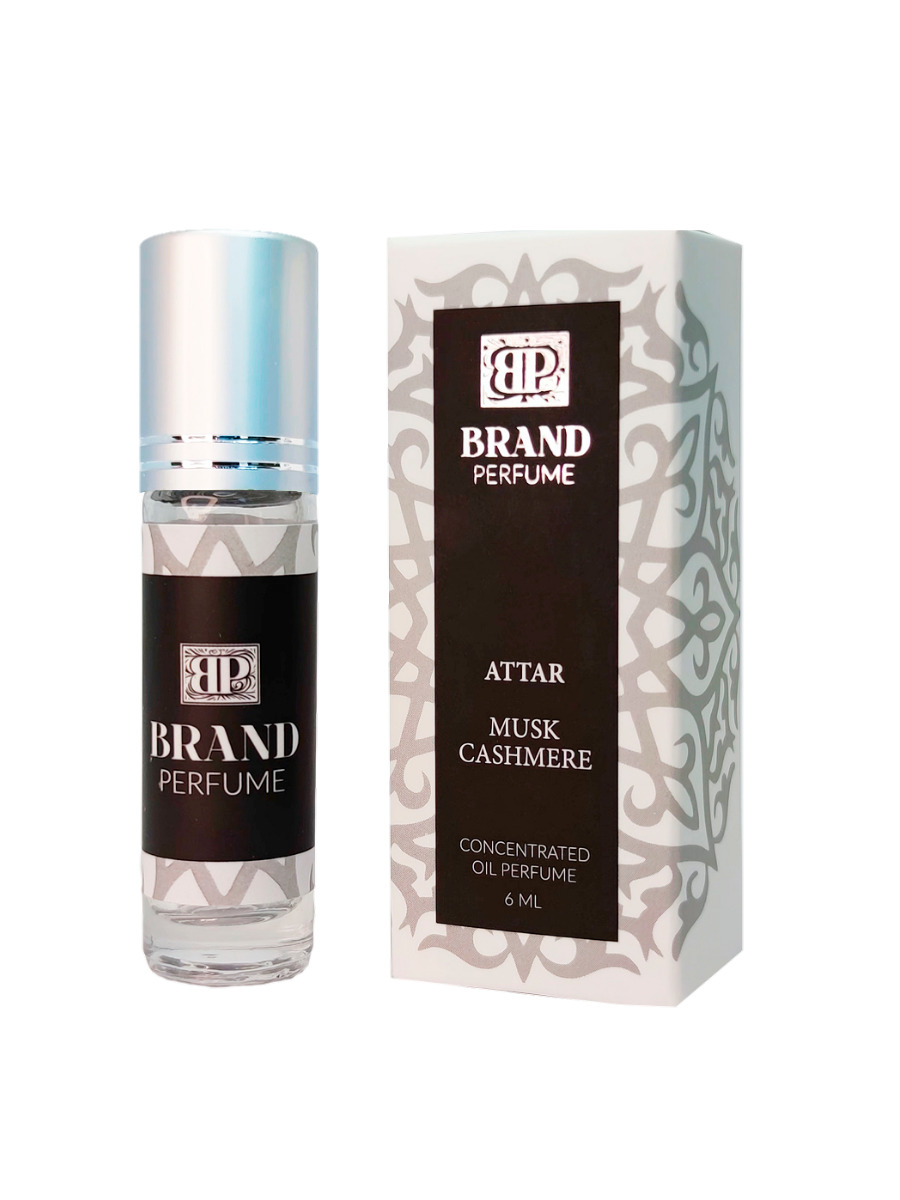 BP
BRAND
PERFUME
BP
BRAND
PERFUME
ATTAR
MUSK
CASHMERE
CONCENTRATED
OIL PERFUME
6 ML